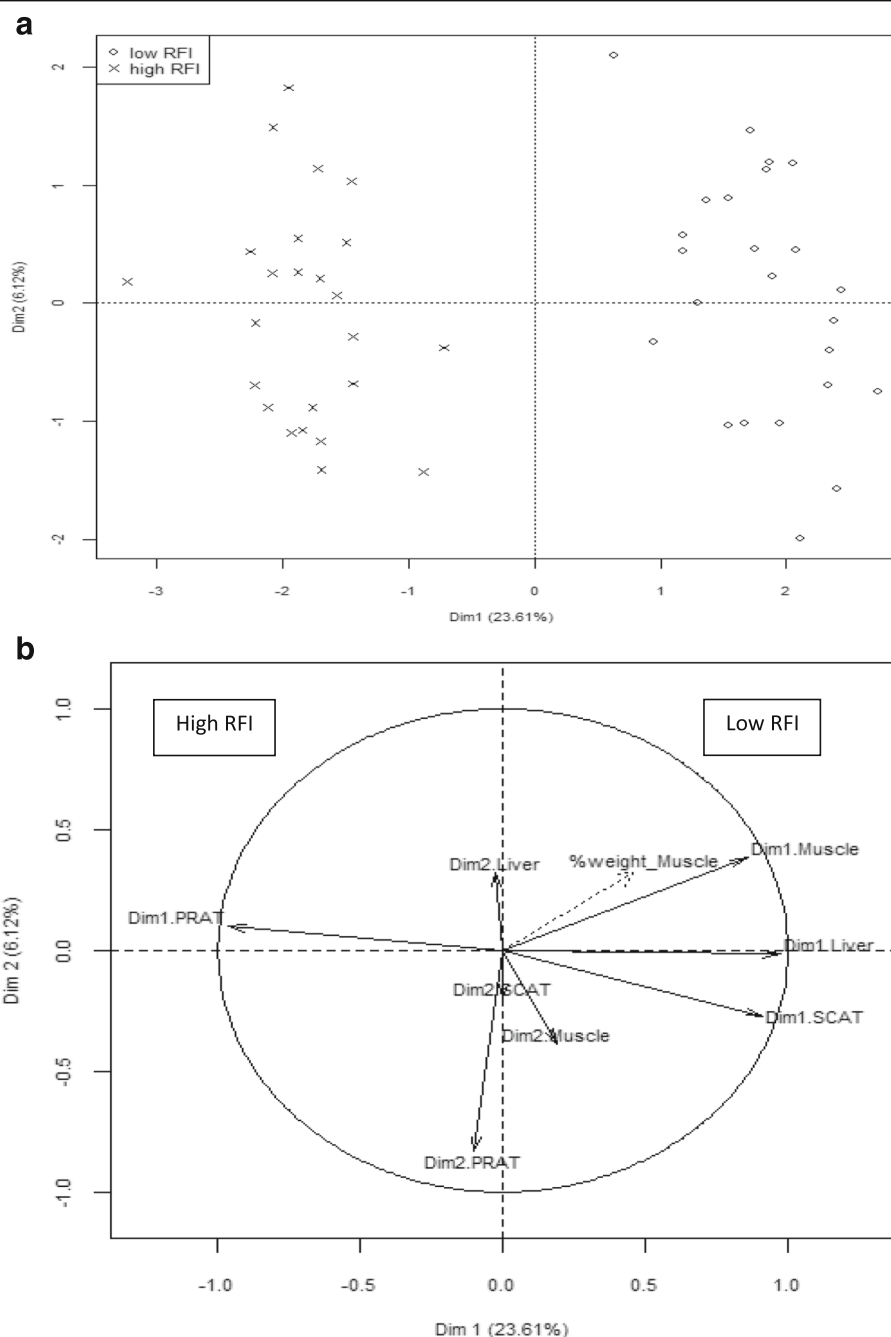 a
low RFI
high RFI
2
1
0
-1
-2
Dim2 (6.12%)
-3
-2
-1
0
1
2
Dim1 (23.61%)
b
High RFI
Low RFI
1.0
0.5
0.0
-0.5
-1.0
Dim 2 (6.12%)
Dim2.Liver
%weight_Muscle
Dim1.Muscle
Dim1.PRAT
Dim1.Liver
Dim2.SCAT
Dim1.SCAT
Dim2.Muscle
Dim2.PRAT
-1.0
-0.5
0.0
0.5
1.0
Dim 1 (23.61%)